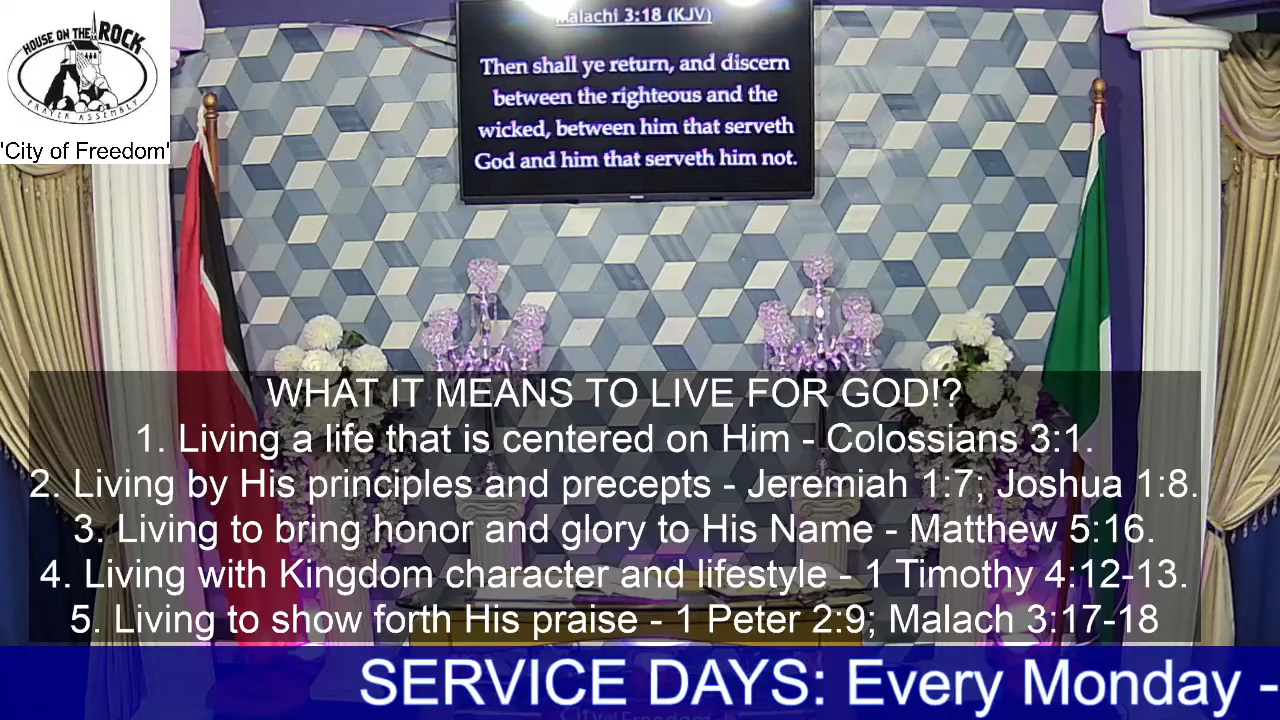 HOUSE ON THE ROCK
PRAYER ASSEMBLY
'City of Freedom'
Malachi 3:18 (KJV)
Then shall ye return, and discern
between the righteous and the
wicked, between him that serveth
God and him that serveth him not.
WHAT IT MEANS TO LIVE FOR GOD!?
1. Living a life that is centered on Him - Colossians 3:1.
2. Living by His principles and precepts - Jeremiah 1:7; Joshua 1:8.
3. Living to bring honor and glory to His Name - Matthew 5:16.
4. Living with Kingdom character and lifestyle - 1 Timothy 4:12-13.
5. Living to show forth His praise - 1 Peter 2:9; Malach 3:17-18
SERVICE DAYS: Every Monday -
City of Freedom